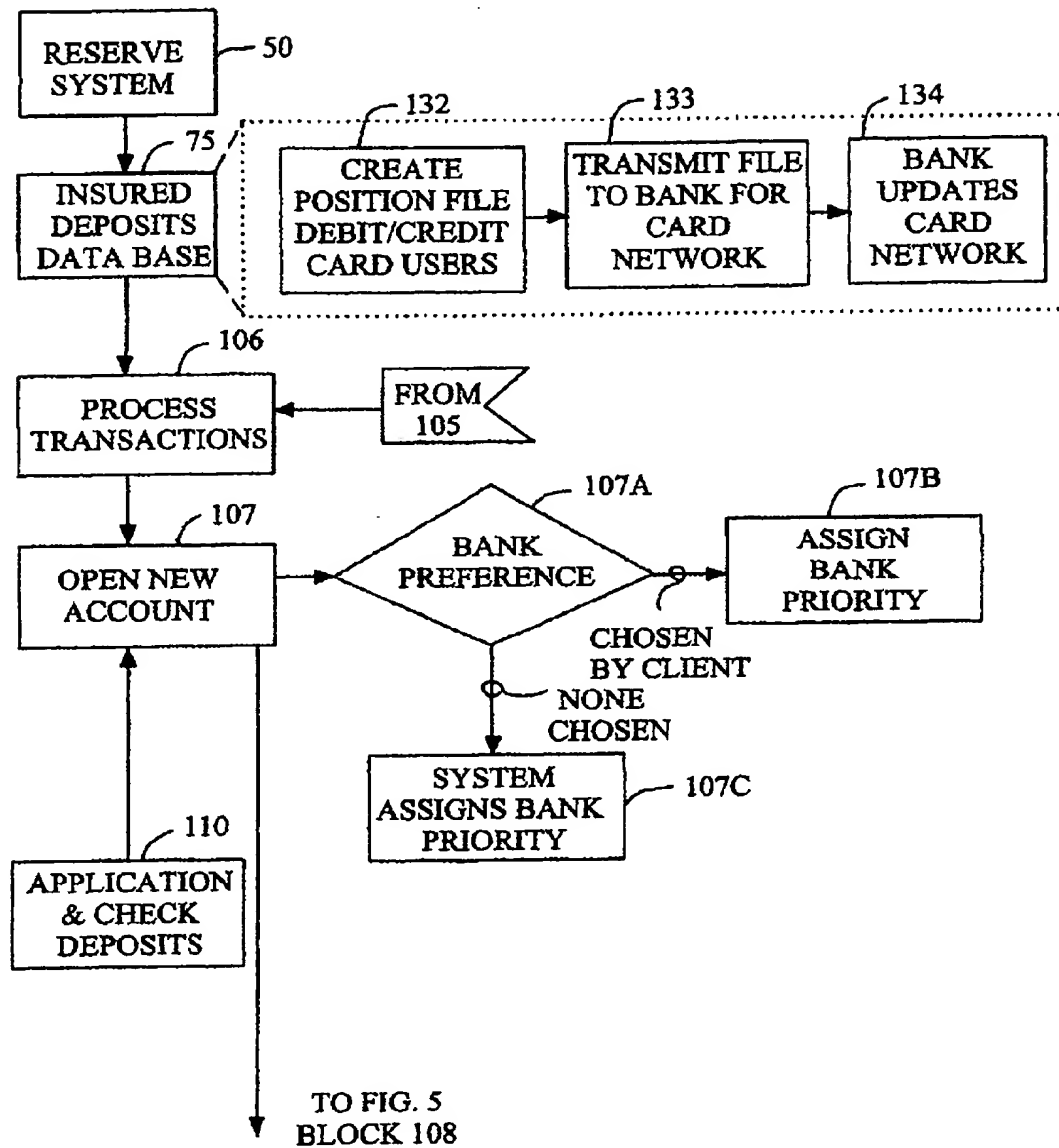 RESERVE
SYSTEM
50
75
INSURED
DEPOSITS
DATA BASE
132
CREATE
POSITION FILE
DEBIT/CREDIT
CARD USERS
133
TRANSMIT FILE
TO BANK FOR
CARD
NETWORK
134
BANK
UPDATES
CARD
NETWORK
106
PROCESS
TRANSACTIONS
FROM
105
107
OPEN NEW
ACCOUNT
107A
BANK
PREFERENCE
107B
ASSIGN
BANK
PRIORITY
CHOSEN
BY CLIENT
NONE
CHOSEN
SYSTEM
ASSIGNS BANK
PRIORITY
107C
110
APPLICATION
& CHECK
DEPOSITS
TO FIG. 5
BLOCK 108